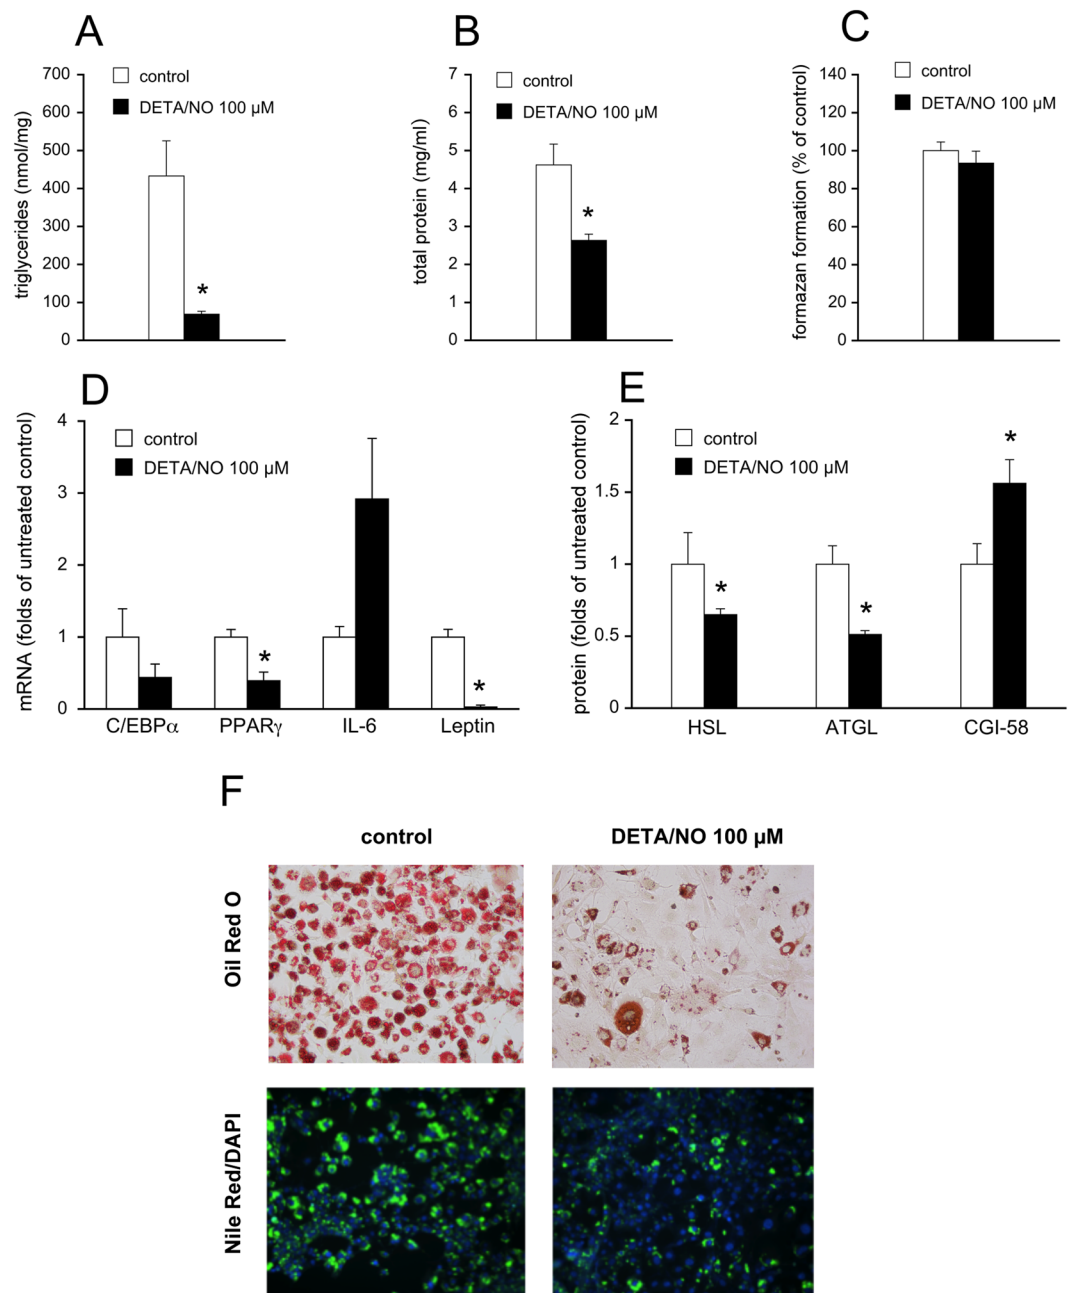 A
triglycerides (nmol/mg)
700
600
500
400
300
200
100
0
control
DETA/NO 100 µM
*
B
total protein (mg/ml)
7
6
5
4
3
2
1
0
control
DETA/NO 100 µM
*
C
formazan formation (% of control)
140
120
100
80
60
40
20
0
control
DETA/NO 100 µM
D
mRNA (folds of untreated control)
4
3
2
1
0
control
DETA/NO 100 µM
*
*
C/EBPα PPARγ IL-6 Leptin
E
protein (folds of untreated control)
2
1.5
1
0.5
0
control
DETA/NO 100 µM
*
*
*
HSL ATGL CGI-58
F
control DETA/NO 100 µM
Oil Red O
Nile Red/DAPI